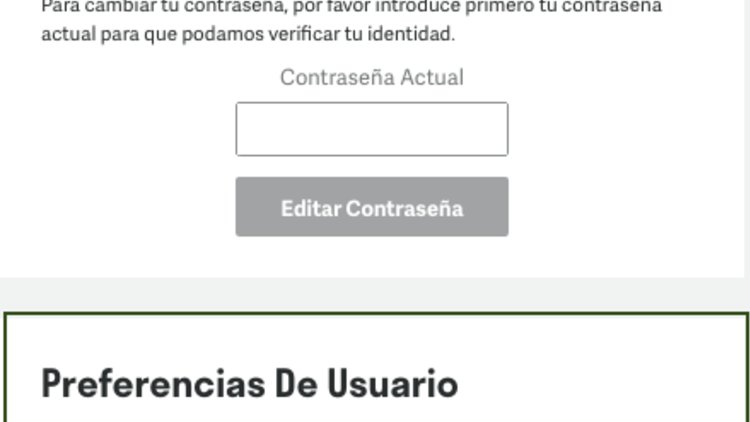 Para cambiar tu contraseña, por favor introduce primero tu contraseña
actual para que podamos verificar tu identidad.
Contraseña Actual
Editar Contraseña
Preferencias De Usuario